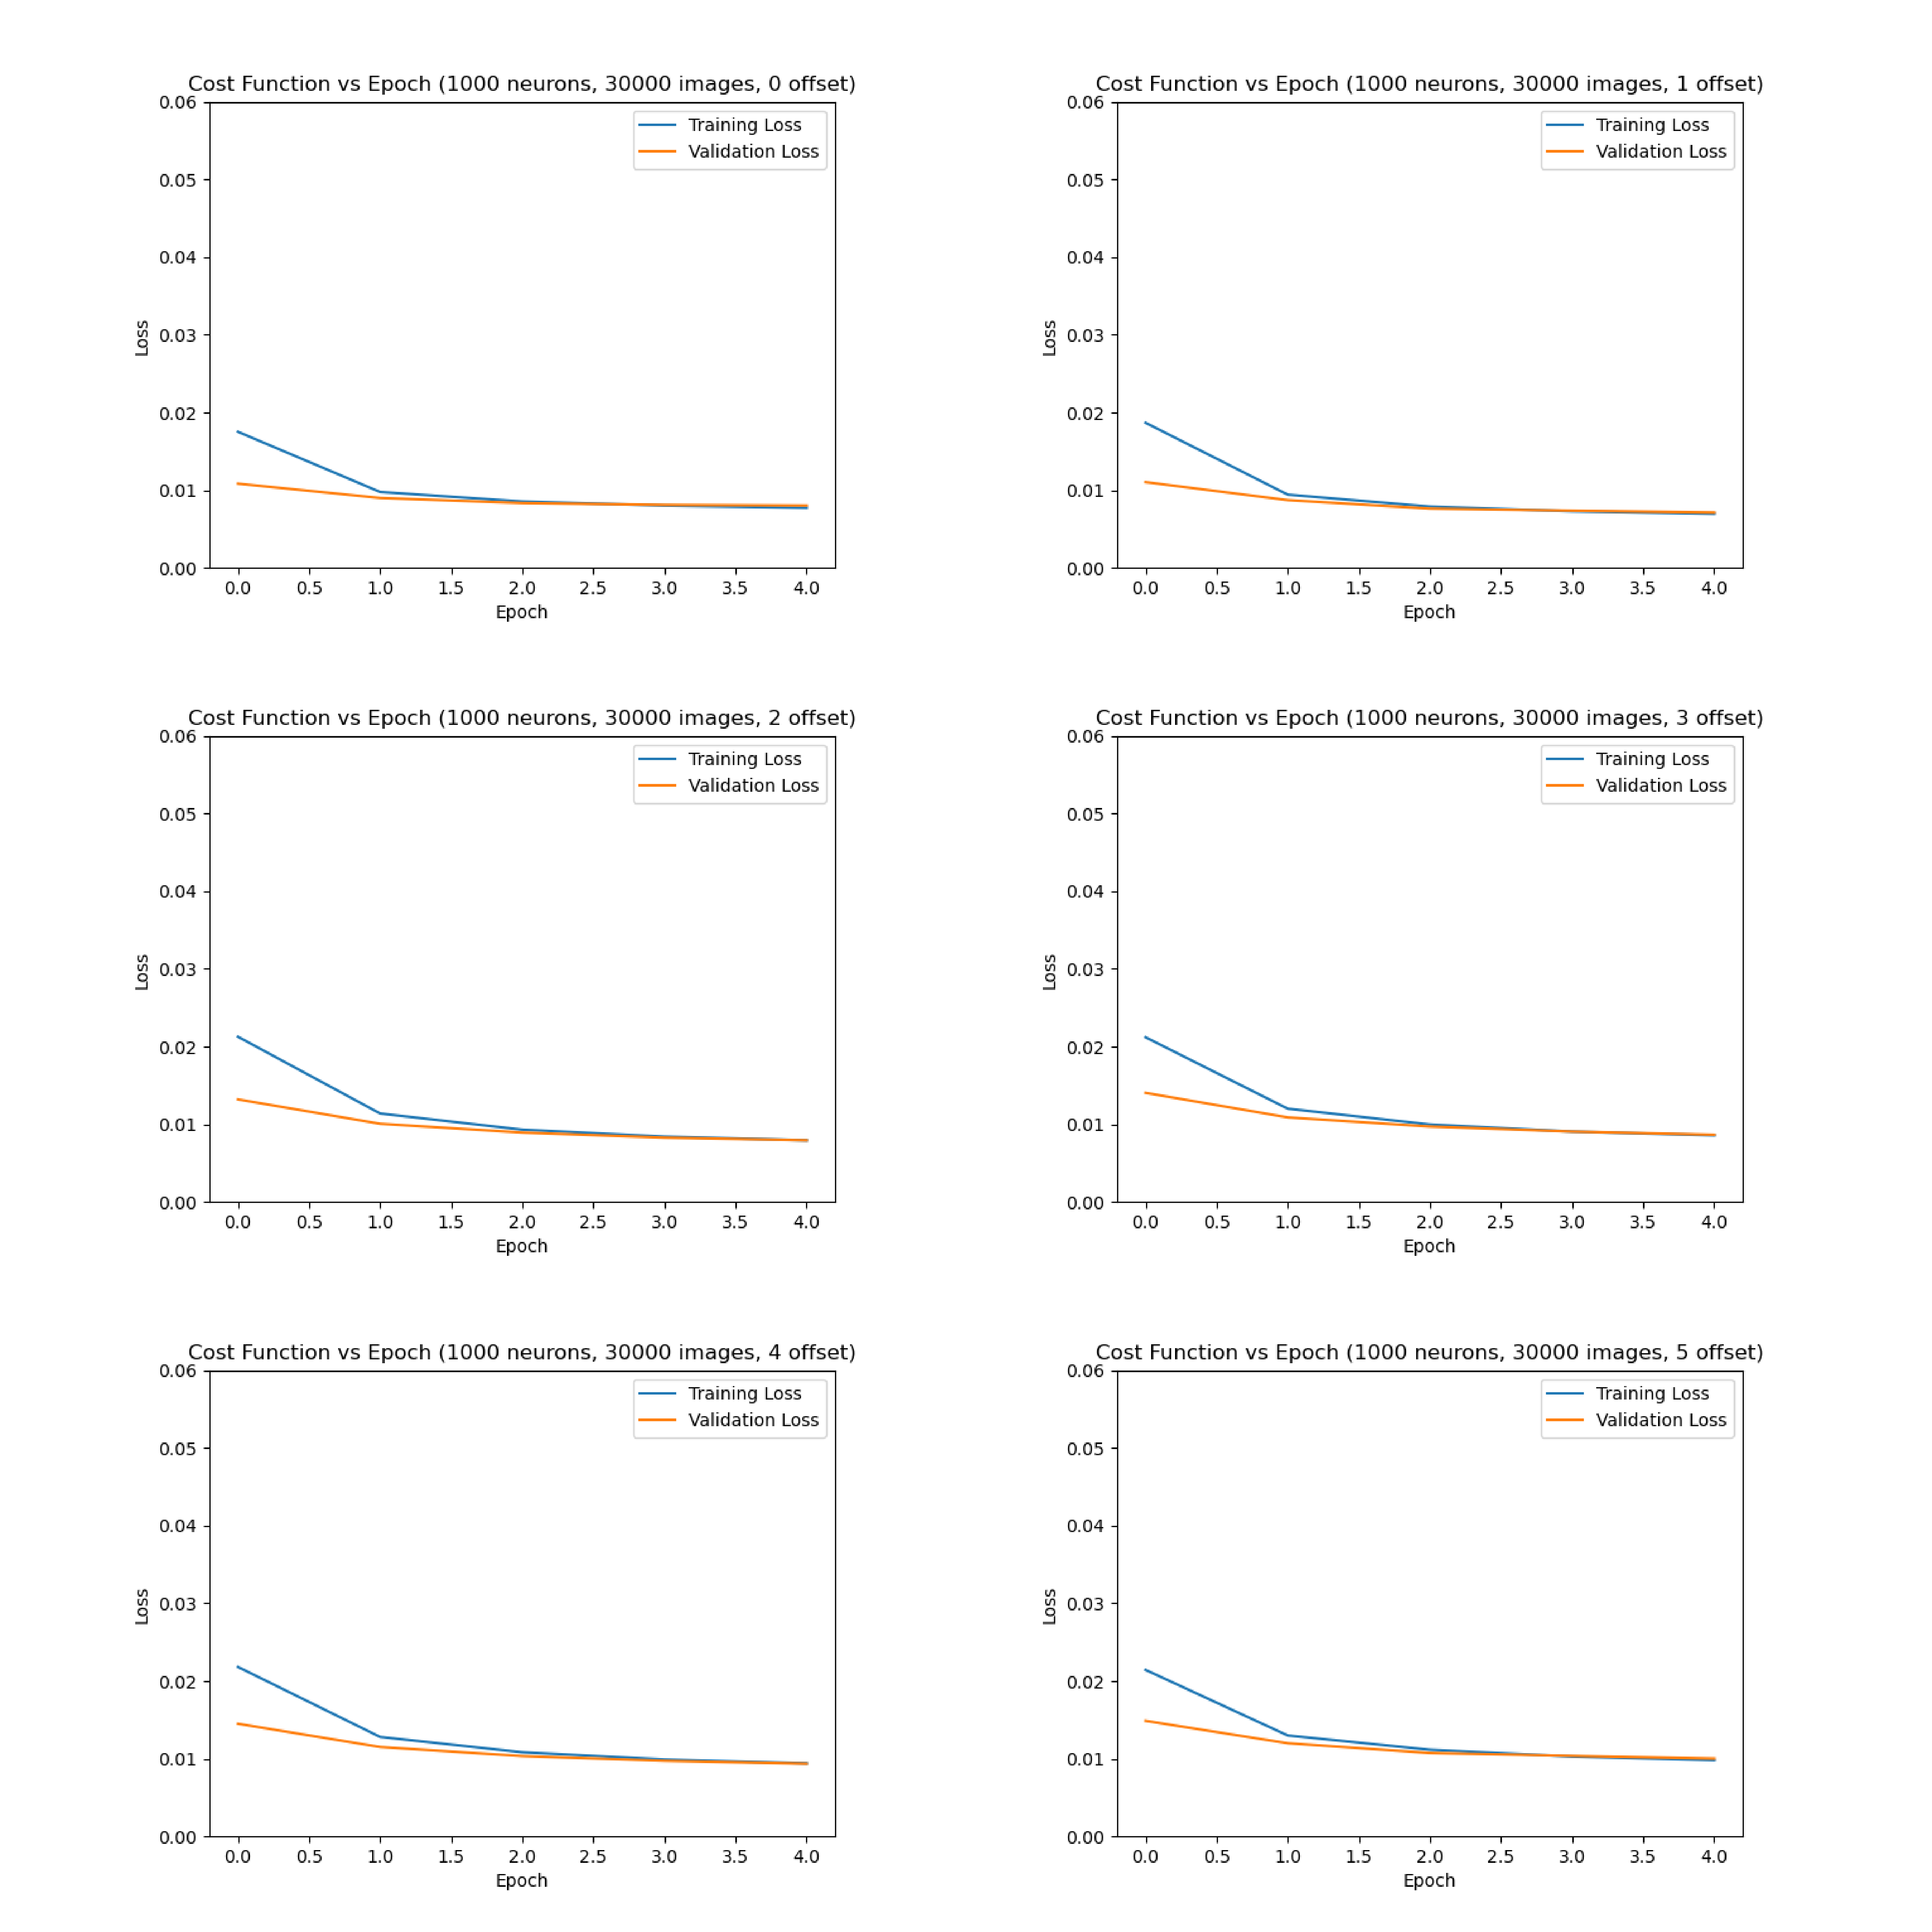 Cost Function vs Epoch (1000 neurons, 30000 images, 0 offset)
Training Loss
Validation Loss
0.06
0.05
0.04
0.03
0.02
0.01
0.00
Loss
0.0 0.5 1.0 1.5 2.0 2.5 3.0 3.5 4.0
Epoch
Cost Function vs Epoch (1000 neurons, 30000 images, 1 offset)
Training Loss
Validation Loss
0.06
0.05
0.04
0.03
0.02
0.01
0.00
Loss
0.0 0.5 1.0 1.5 2.0 2.5 3.0 3.5 4.0
Epoch
Cost Function vs Epoch (1000 neurons, 30000 images, 2 offset)
Training Loss
Validation Loss
0.06
0.05
0.04
0.03
0.02
0.01
0.00
Loss
0.0 0.5 1.0 1.5 2.0 2.5 3.0 3.5 4.0
Epoch
Cost Function vs Epoch (1000 neurons, 30000 images, 3 offset)
Training Loss
Validation Loss
0.06
0.05
0.04
0.03
0.02
0.01
0.00
Loss
0.0 0.5 1.0 1.5 2.0 2.5 3.0 3.5 4.0
Epoch
Cost Function vs Epoch (1000 neurons, 30000 images, 4 offset)
Training Loss
Validation Loss
0.06
0.05
0.04
0.03
0.02
0.01
0.00
Loss
0.0 0.5 1.0 1.5 2.0 2.5 3.0 3.5 4.0
Epoch
Cost Function vs Epoch (1000 neurons, 30000 images, 5 offset)
Training Loss
Validation Loss
0.06
0.05
0.04
0.03
0.02
0.01
0.00
Loss
0.0 0.5 1.0 1.5 2.0 2.5 3.0 3.5 4.0
Epoch